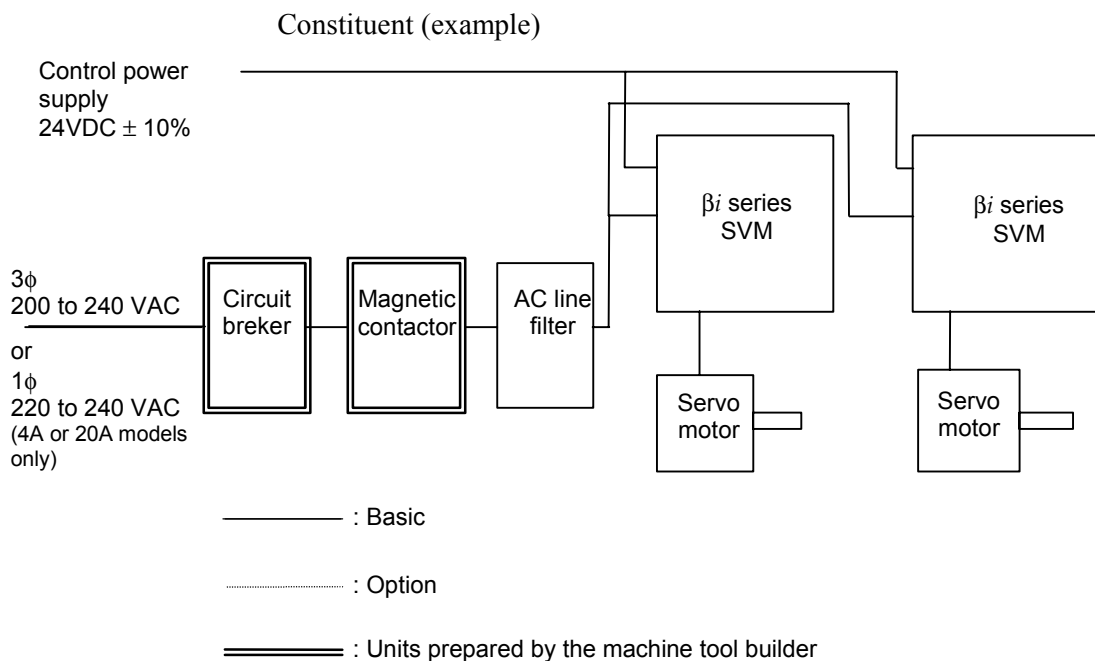 Constituent (example)
Control power
supply
24VDC ± 10%
βi series
SVM
βi series
SVM
3ϕ
200 to 240 VAC
or
1ϕ
220 to 240 VAC
(4A or 20A models
only)
Circuit
breker
Magnetic
contactor
AC line
filter
Servo
motor
Servo
motor
: Basic
: Option
: Units prepared by the machine tool builder